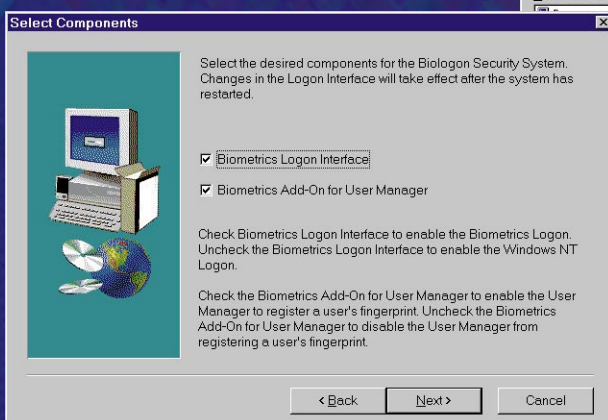 Select Components
Select the desired components for the Biologon Security System.
Changes in the Logon Interface will take effect after the system has
restarted.
Biometrics Logon Interface
Biometrics Add-On for User Manager
Check Biometrics Logon Interface to enable the Biometrics Logon.
Uncheck the Biometrics Logon Interface to enable the Windows NT
Logon.
Check the Biometrics Add-On for User Manager to enable the User
Manager to register a user's fingerprint. Uncheck the Biometrics
Add-On for User Manager to disable the User Manager from
registering a user's fingerprint.
< Back
Next >
Cancel